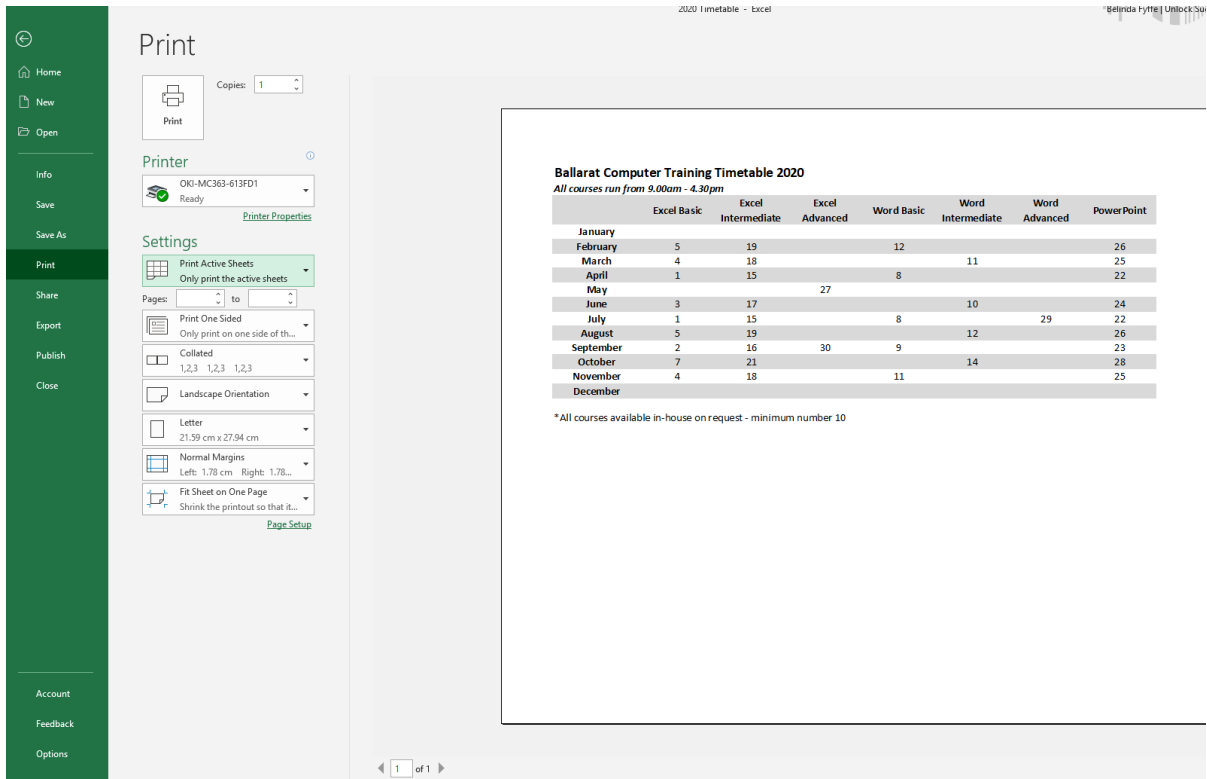 2020 Timetable - Excel
Belinda Fyffe | Unlock
Print
Home
New
Open
Info
Save
Save As
Print
Share
Export
Publish
Close
Account
Feedback
Options
Print
Copies: 1
Printer
OKI-MC363-613FD1
Ready
Printer Properties
Settings
Print Active Sheets
Only print the active sheets
Pages: to
Print One Sided
Only print on one side of th...
Collated
1,2,3 1,2,3 1,2,3
Landscape Orientation
Letter
21.59 cm x 27.94 cm
Normal Margins
Left: 1.78 cm Right: 1.78...
Fit Sheet on One Page
Shrink the printout so that it...
Page Setup
Ballarat Computer Training Timetable 2020
All courses run from 9.00am - 4.30pm
Excel Basic Excel Intermediate Excel Advanced Word Basic Word Intermediate Word Advanced PowerPoint
January
February 5 19 12 26
March 4 18 11 25
April 1 15 8 22
May 27
June 3 17 10 24
July 1 15 8 29 22
August 5 19 12 26
September 2 16 30 9 23
October 7 21 14 28
November 4 18 11 25
December
*All courses available in-house on request - minimum number 10
1 of 1